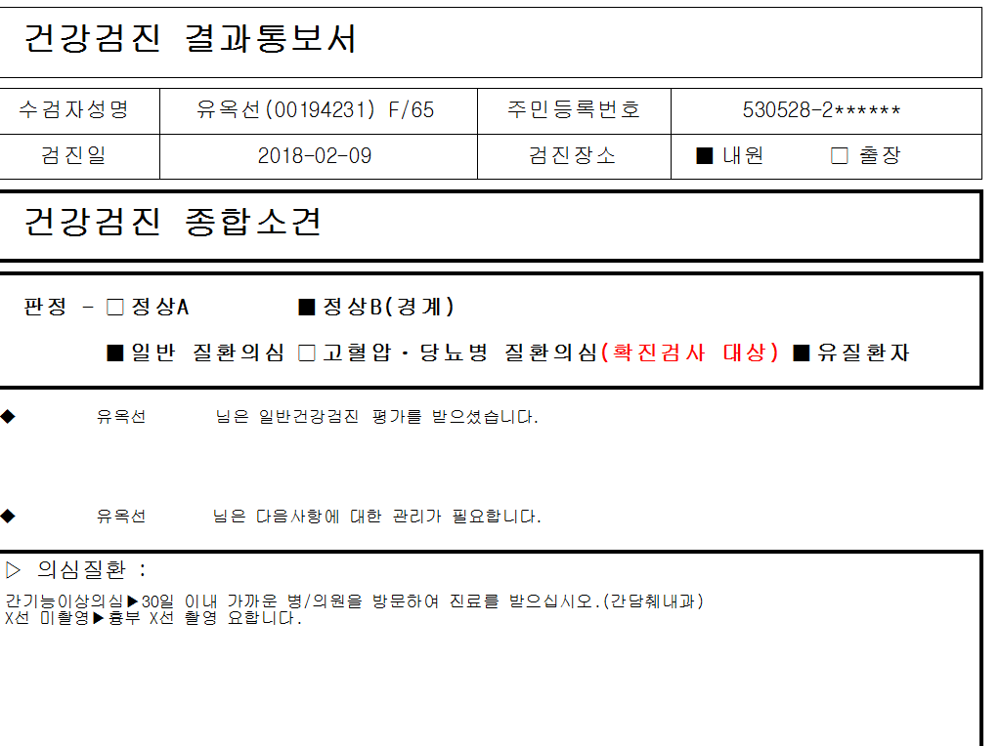 건강검진 결과통보서
수검자성명 유옥선(00194231) F/65 주민등록번호 530528-2******
검진일 2018-02-09 검진장소 ■ 내원 □ 출장
건강검진 종합소견
판정 - □정상A ■정상B(경계)
■일반 질환의심 □고혈압·당뇨병 질환의심(확진검사 대상) ■유질환자
◆ 유옥선 님은 일반건강검진 평가를 받으셨습니다.
◆ 유옥선 님은 다음사항에 대한 관리가 필요합니다.
▷ 의심질환 :
간기능이상의심▶30일 이내 가까운 병/의원을 방문하여 진료를 받으십시오.(간담췌내과)
X선 미촬영▶흉부 X선 촬영 요합니다.